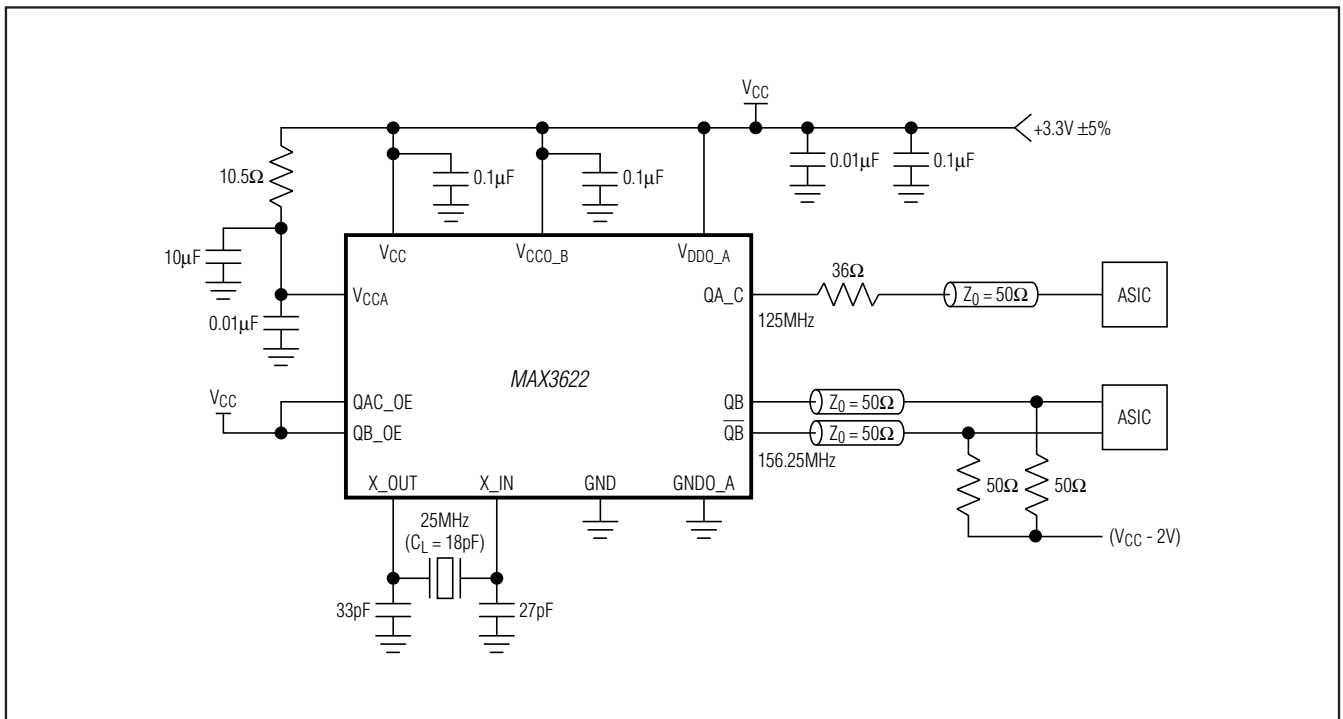 VCC
+3.3V ±5%
10.5Ω
0.1µF
0.1µF
0.01µF
0.1µF
10µF
VCC
VCCO_B
VDDO_A
36Ω
VCCA
QA_C
Z0 = 50Ω
ASIC
0.01µF
125MHz
MAX3622
VCC
QAC_OE
QB
Z0 = 50Ω
ASIC
QB_OE
QB
Z0 = 50Ω
156.25MHz
X_OUT
X_IN
GND
GNDO_A
50Ω
50Ω
25MHz
(CL = 18pF)
(VCC - 2V)
33pF
27pF